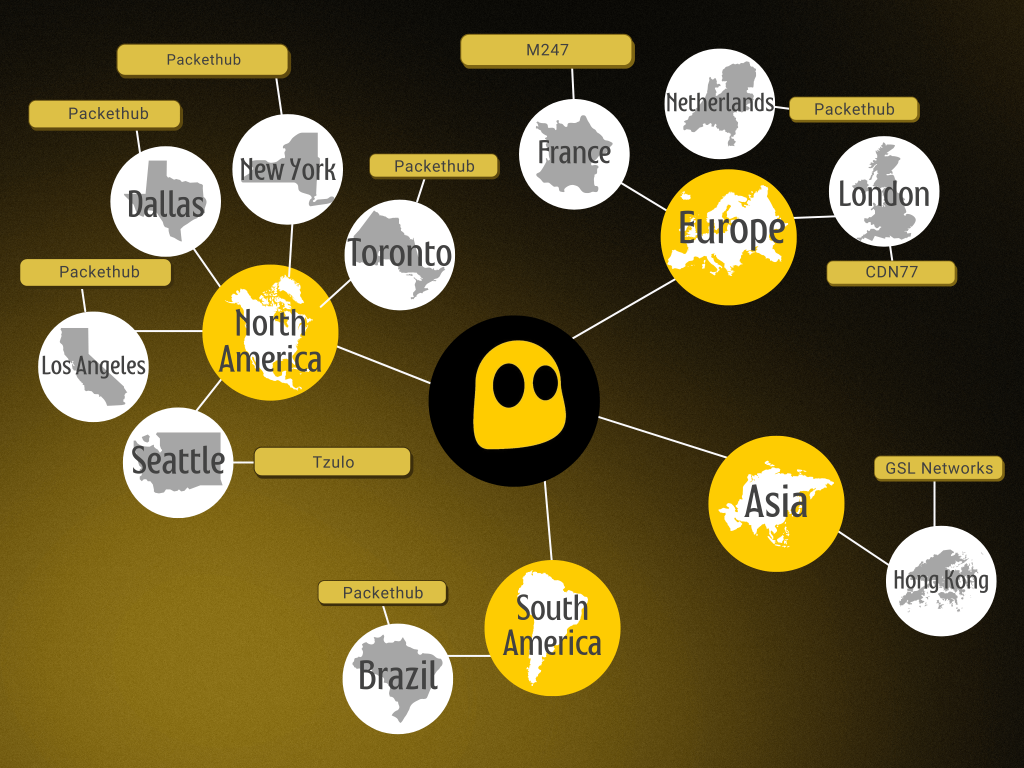 Packethub
M247
Packethub
Netherlands
Packethub
France
Packethub
New York
Dallas
London
Toronto
Europe
Packethub
CDN77
North
America
Los Angeles
Seattle
Tzulo
GSL Networks
Asia
Hong Kong
Packethub
South
America
Brazil